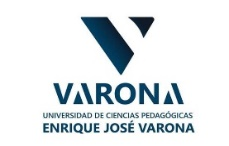 VARONA
UNIVERSIDAD DE CIENCIAS PEDAGÓGICAS
ENRIQUE JOSÉ VARONA